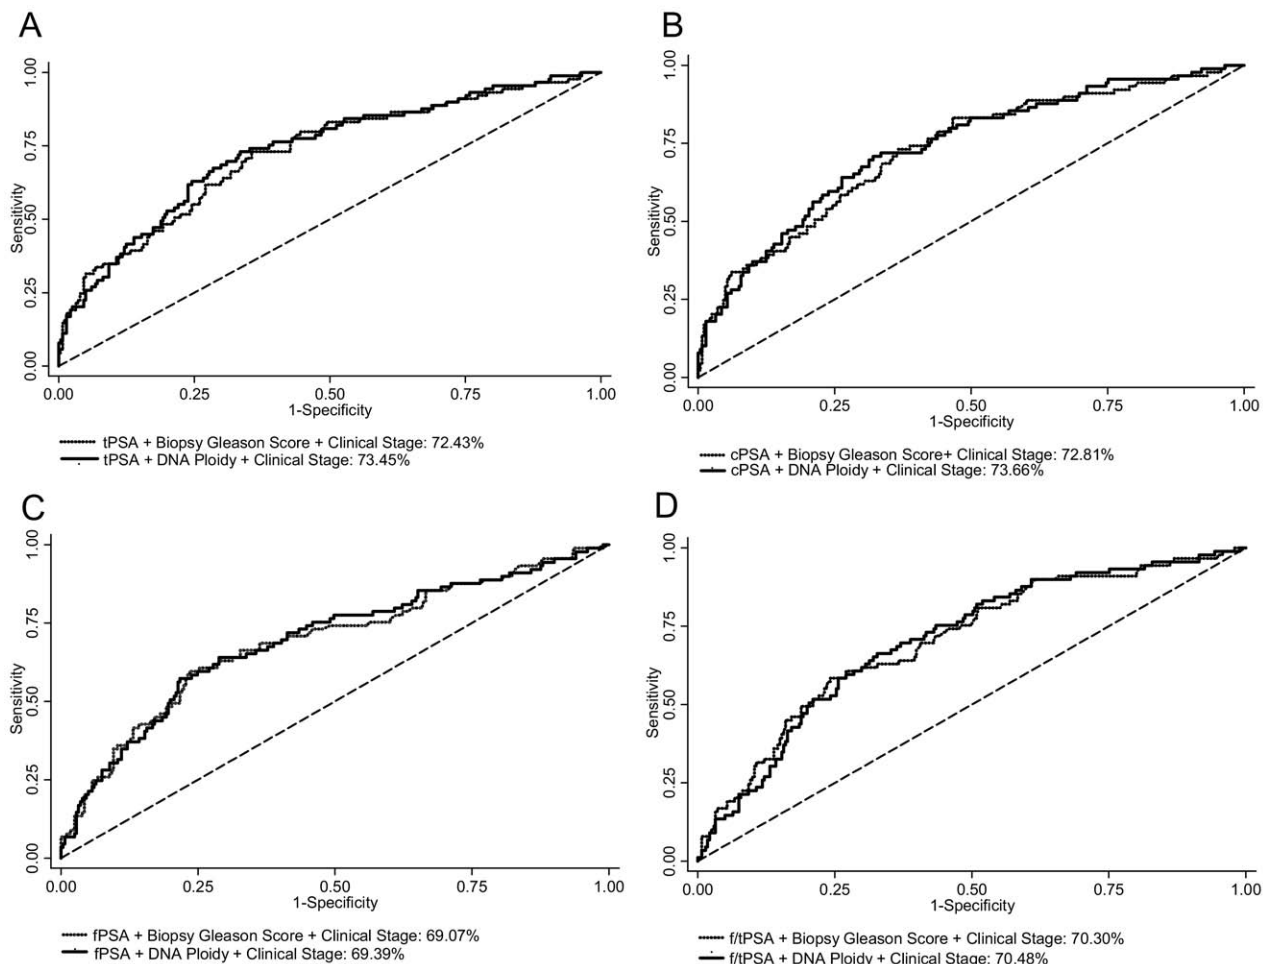 A
Sensitivity
1.00
0.75
0.50
0.25
0.00
0.00 0.25 0.50 0.75 1.00
1-Specificity
tPSA + Biopsy Gleason Score + Clinical Stage: 72.43%
tPSA + DNA Ploidy + Clinical Stage: 73.45%
B
Sensitivity
1.00
0.75
0.50
0.25
0.00
0.00 0.25 0.50 0.75 1.00
1-Specificity
cPSA + Biopsy Gleason Score+ Clinical Stage: 72.81%
cPSA + DNA Ploidy + Clinical Stage: 73.66%
C
Sensitivity
1.00
0.75
0.50
0.25
0.00
0.00 0.25 0.50 0.75 1.00
1-Specificity
fPSA + Biopsy Gleason Score + Clinical Stage: 69.07%
fPSA + DNA Ploidy + Clinical Stage: 69.39%
D
Sensitivity
1.00
0.75
0.50
0.25
0.00
0.00 0.25 0.50 0.75 1.00
1-Specificity
f/tPSA + Biopsy Gleason Score + Clinical Stage: 70.30%
f/tPSA + DNA Ploidy + Clinical Stage: 70.48%